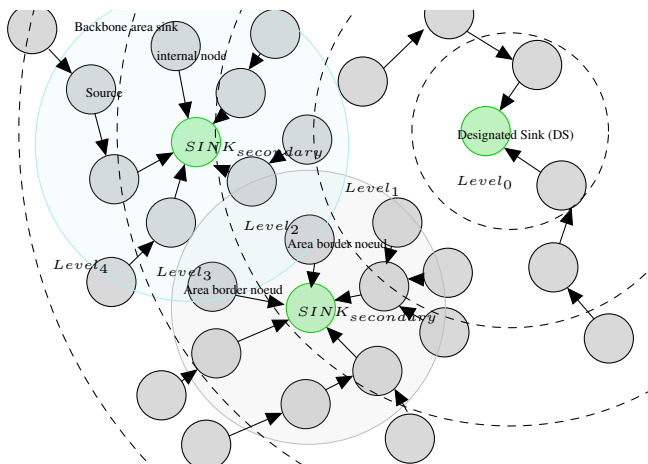 Backbone area sink
internal node
Source
SINK_secondary
Designated Sink (DS)
Level_0
Level_1
Level_2
Area border noeud
Level_4
Level_3
Area border noeud
SINK_secondary